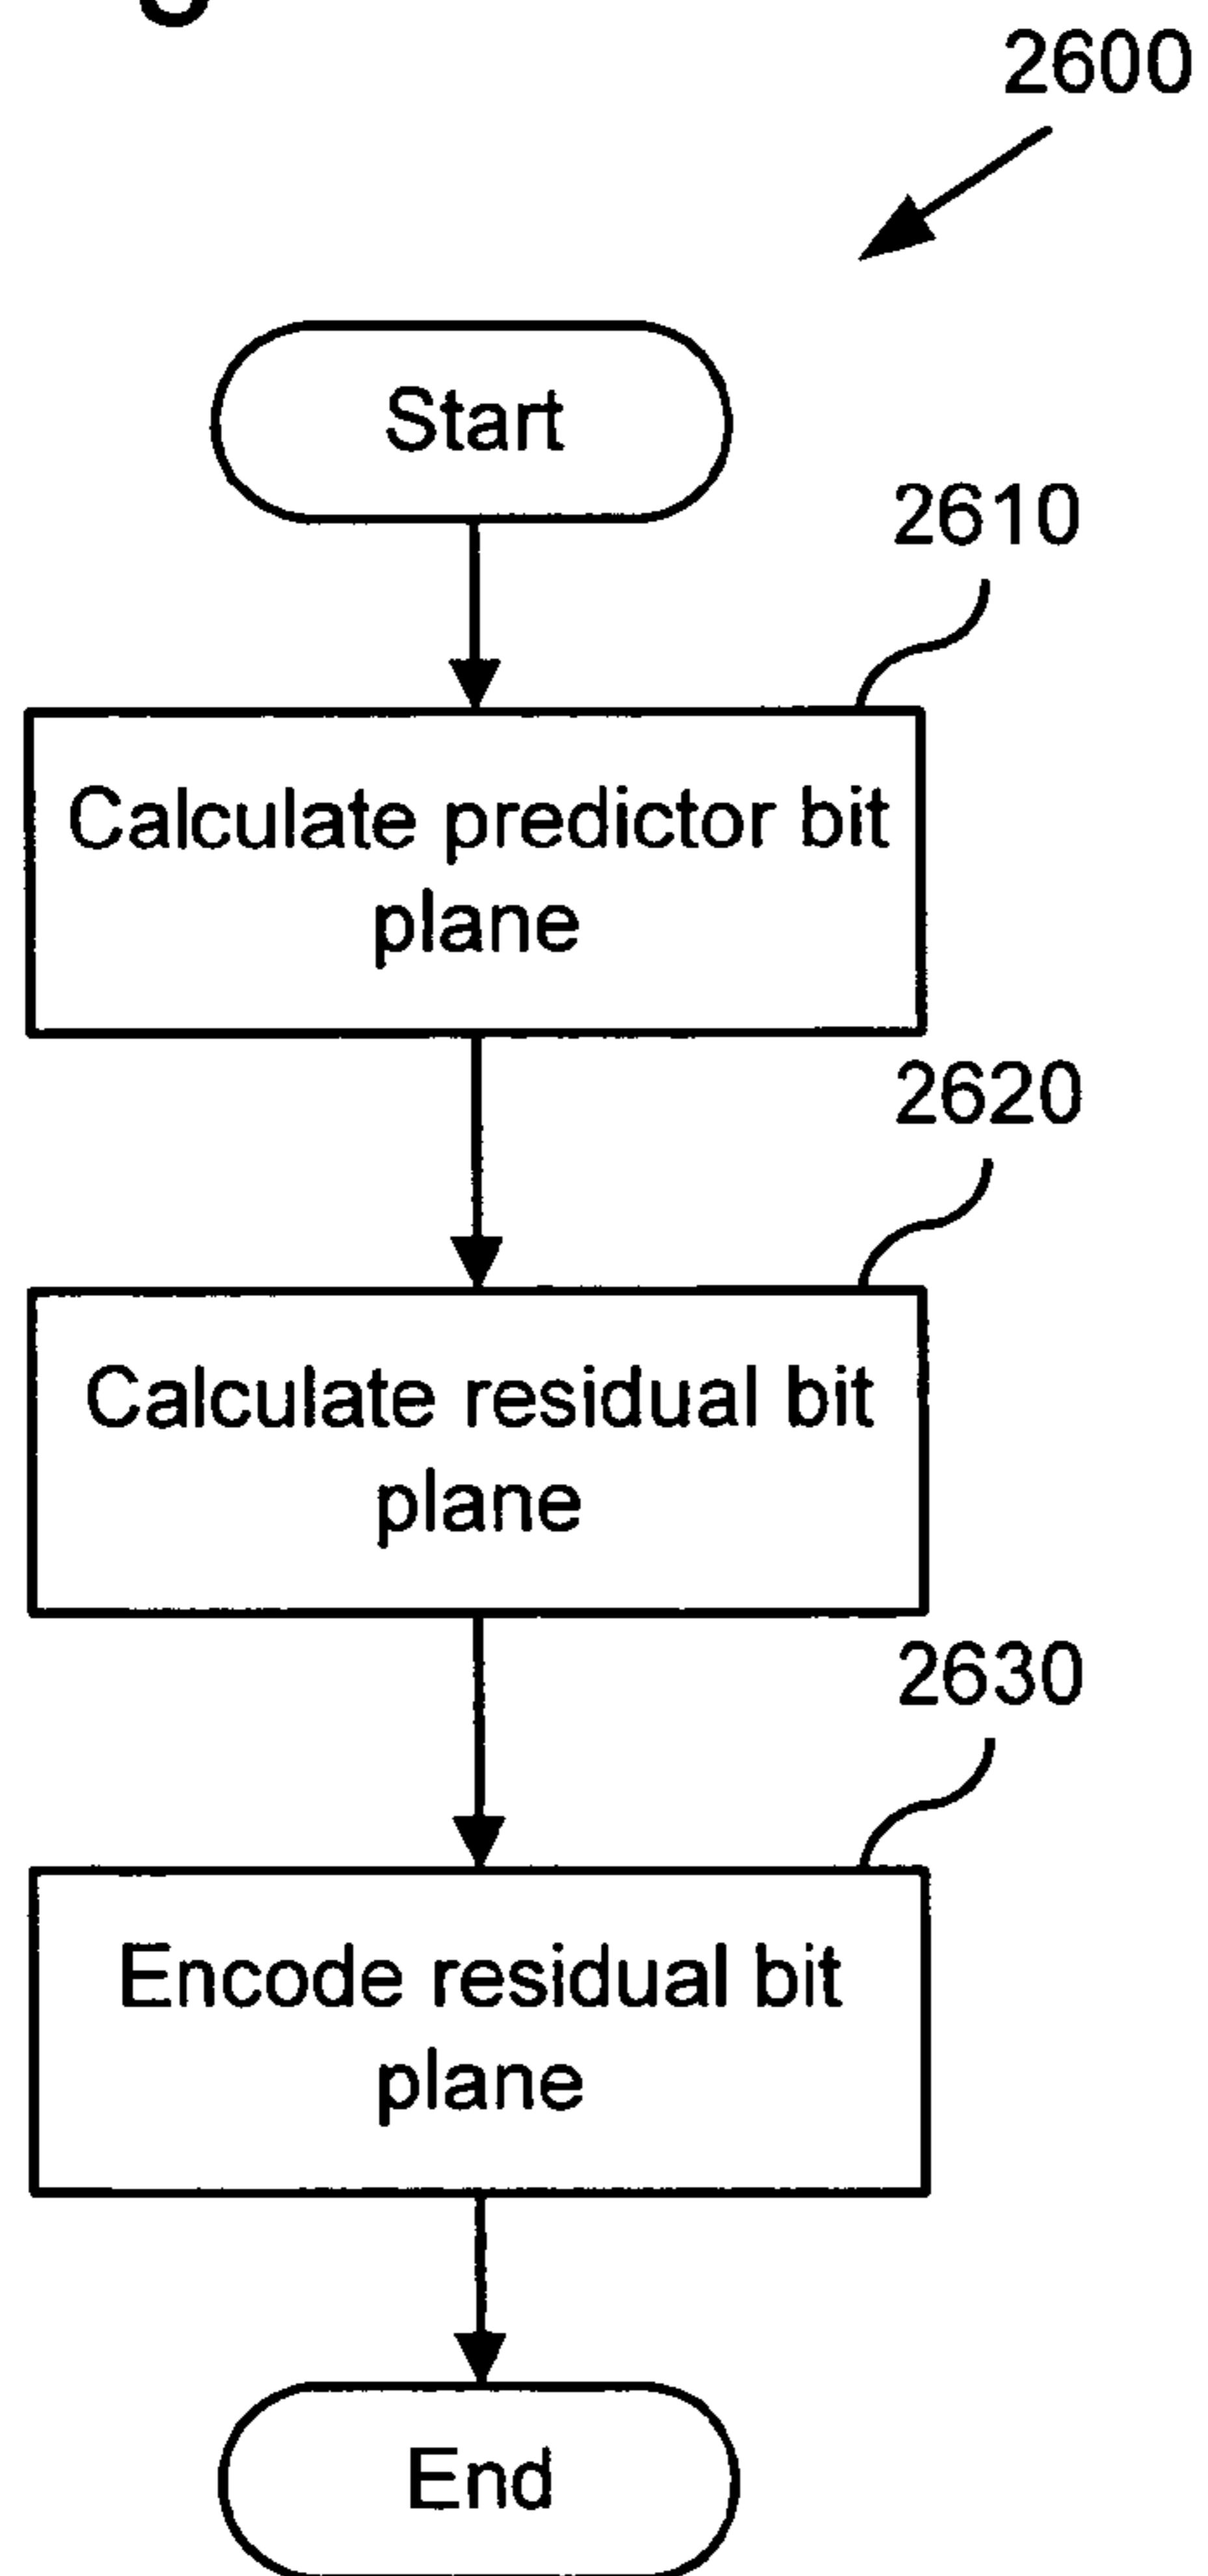 2600
Start
2610
Calculate predictor bit
plane
2620
Calculate residual bit
plane
2630
Encode residual bit
plane
End